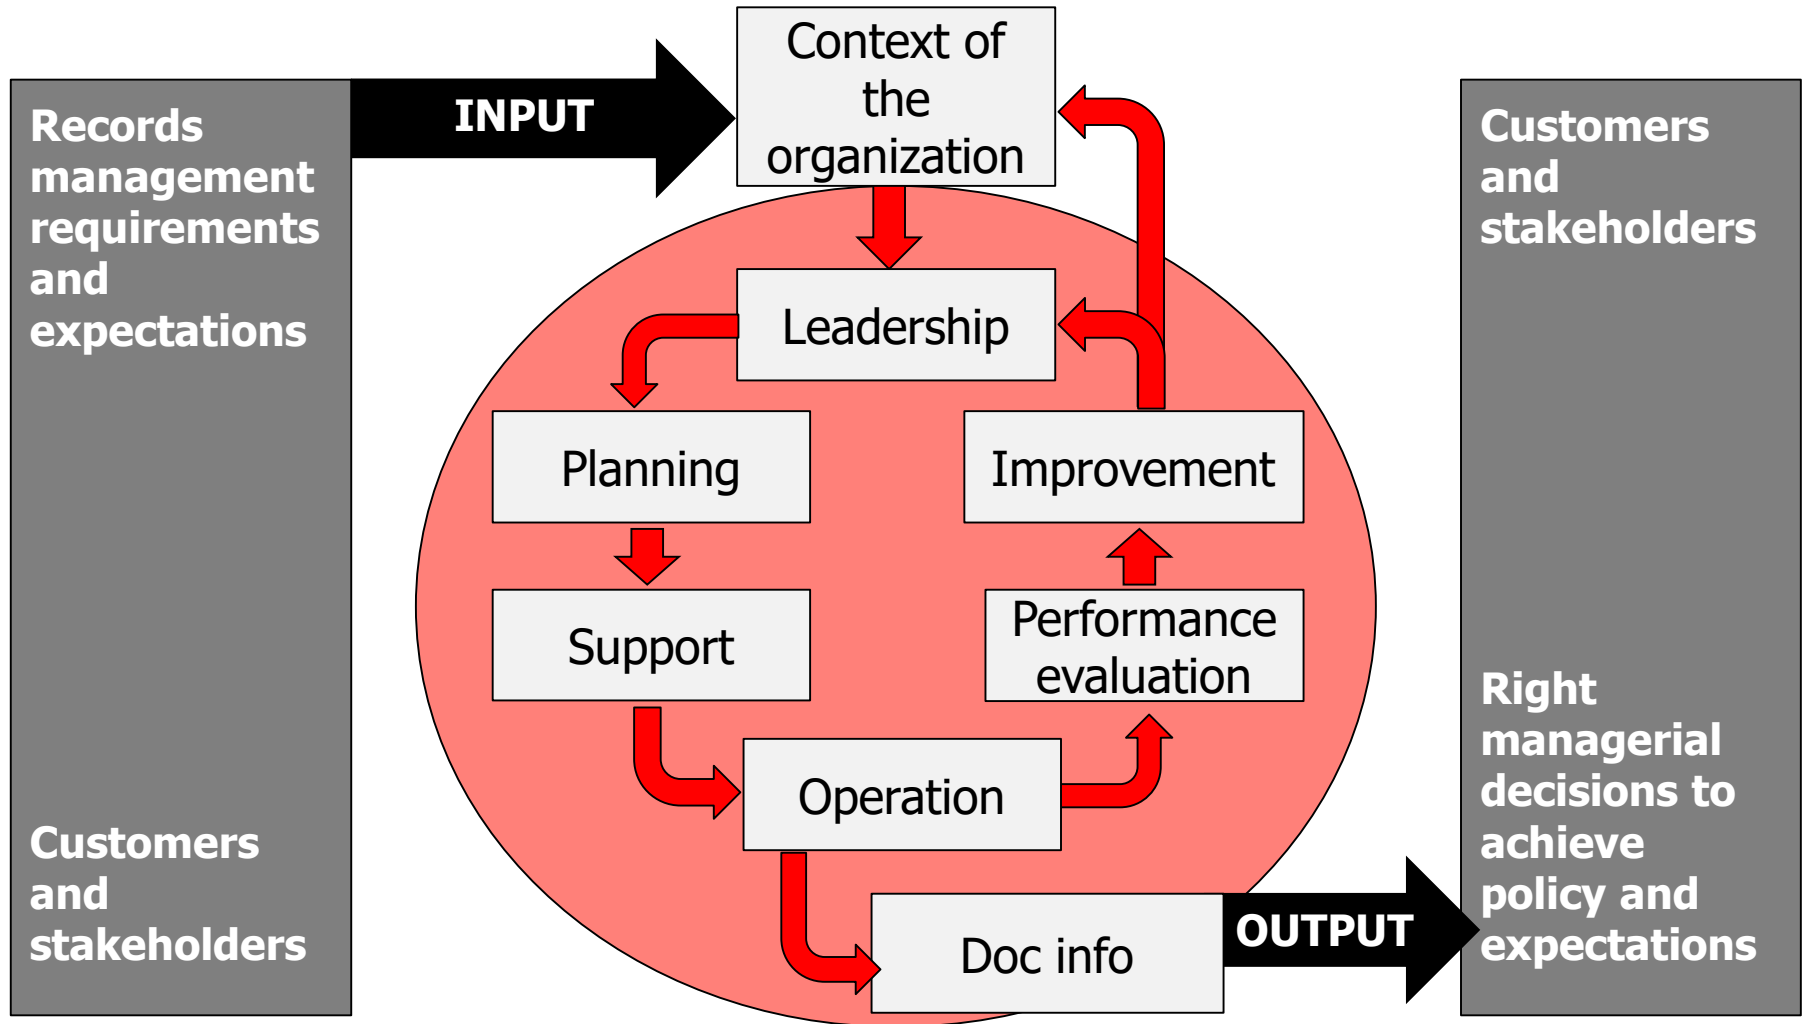 Records
management
requirements
and
expectations
Customers
and
stakeholders
INPUT
Context of
the
organization
Leadership
Planning
Improvement
Support
Performance
evaluation
Operation
Doc info
OUTPUT
Customers
and
stakeholders
Right
managerial
decisions to
achieve
policy and
expectations